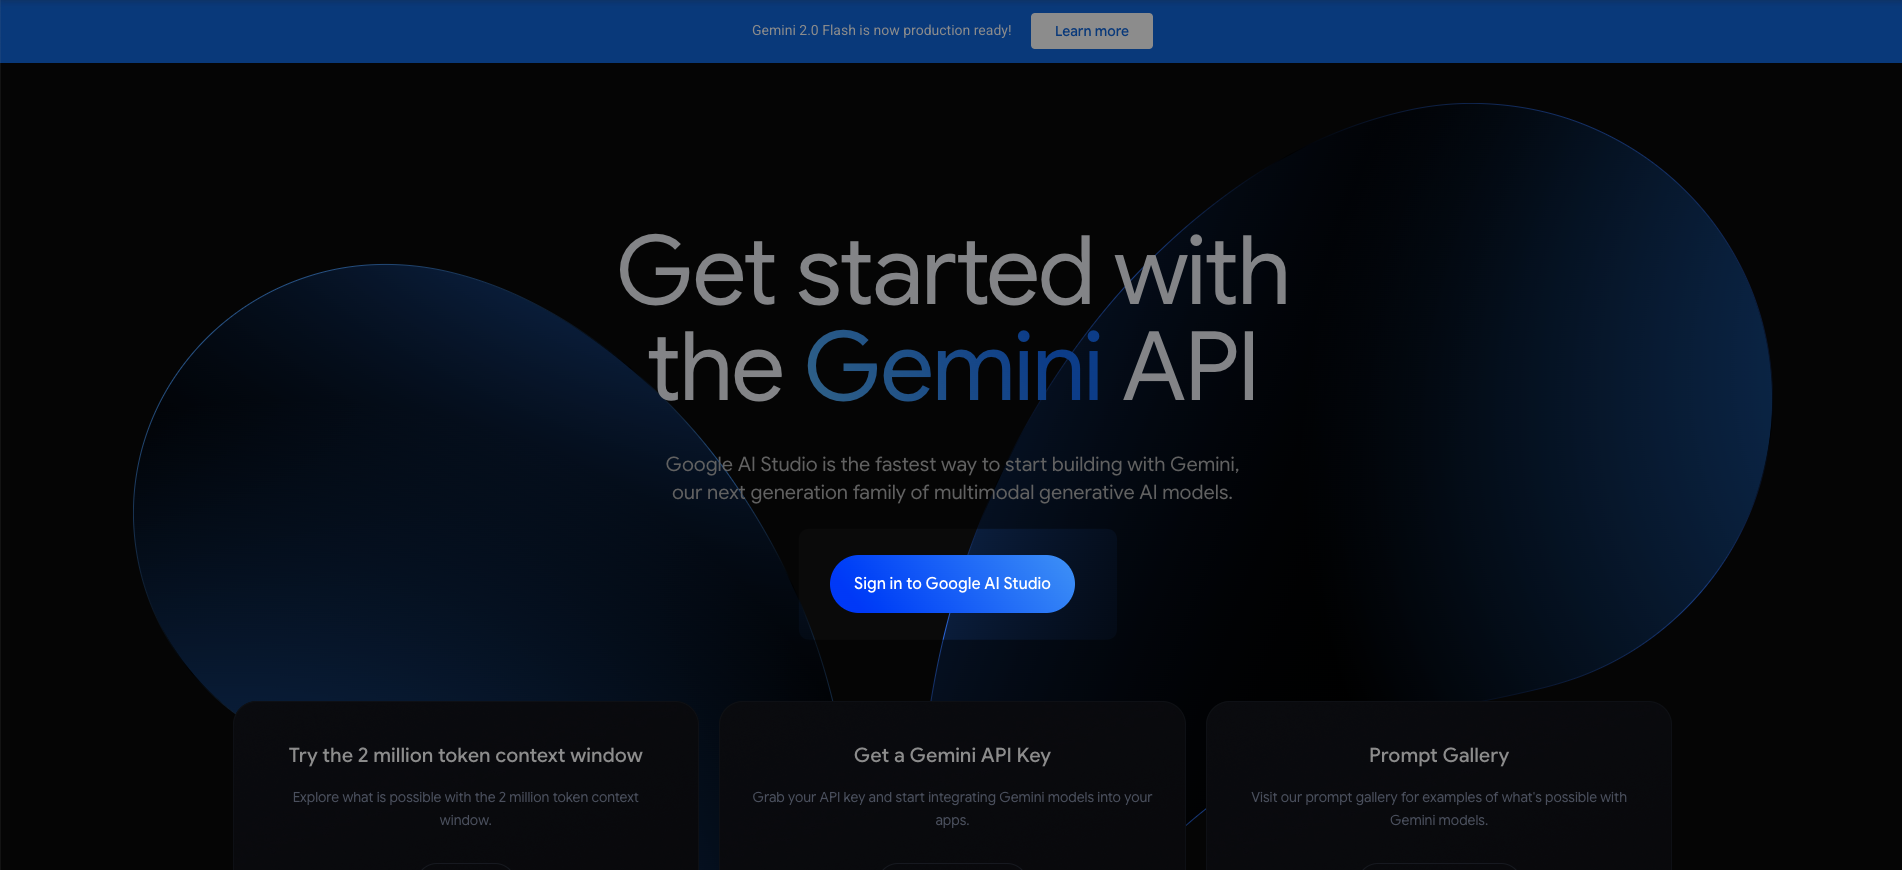 Gemini 2.0 Flash is now production ready!
Learn more
Get started with
the Gemini API
Google AI Studio is the fastest way to start building with Gemini,
our next generation family of multimodal generative AI models.
Sign in to Google AI Studio
Try the 2 million token context window
Explore what is possible with the 2 million token context
window.
Get a Gemini API Key
Grab your API key and start integrating Gemini models into your
apps.
Prompt Gallery
Visit our prompt gallery for examples of what's possible with
Gemini models.